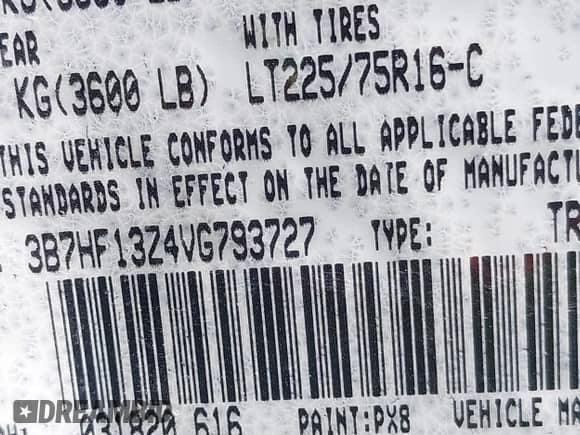 WITH TIRES
EAR
KG(3600 LB) LT225/75R16-C
THIS VEHICLE CONFORMS TO ALL APPLICABLE FEDE
STANDARDS IN EFFECT ON THE DATE OF MANUFACTU
3B7HF13Z4VG793727 TYPE: TR
031820 616 PAINT:PX8 VEHICLE MA